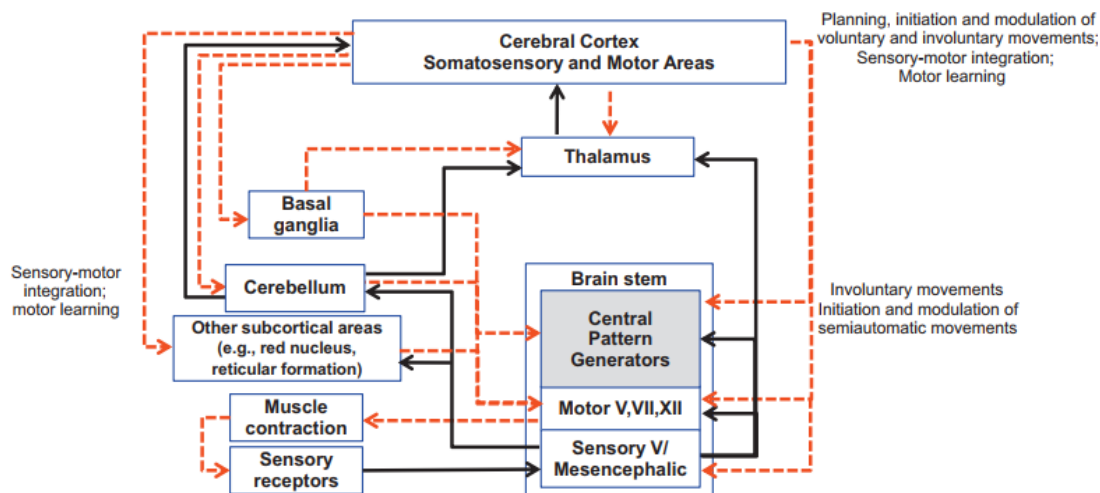 Cerebral Cortex
Somatosensory and Motor Areas
Planning, initiation and modulation of
voluntary and involuntary movements;
Sensory-motor integration;
Motor learning
Thalamus
Basal
ganglia
Sensory-motor
integration;
motor learning
Cerebellum
Brain stem
Involuntary movements
Initiation and modulation of
semiautomatic movements
Central
Pattern
Generators
Other subcortical areas
(e.g., red nucleus,
reticular formation)
Muscle
contraction
Motor V,VII,XII
Sensory
receptors
Sensory V/
Mesencephalic